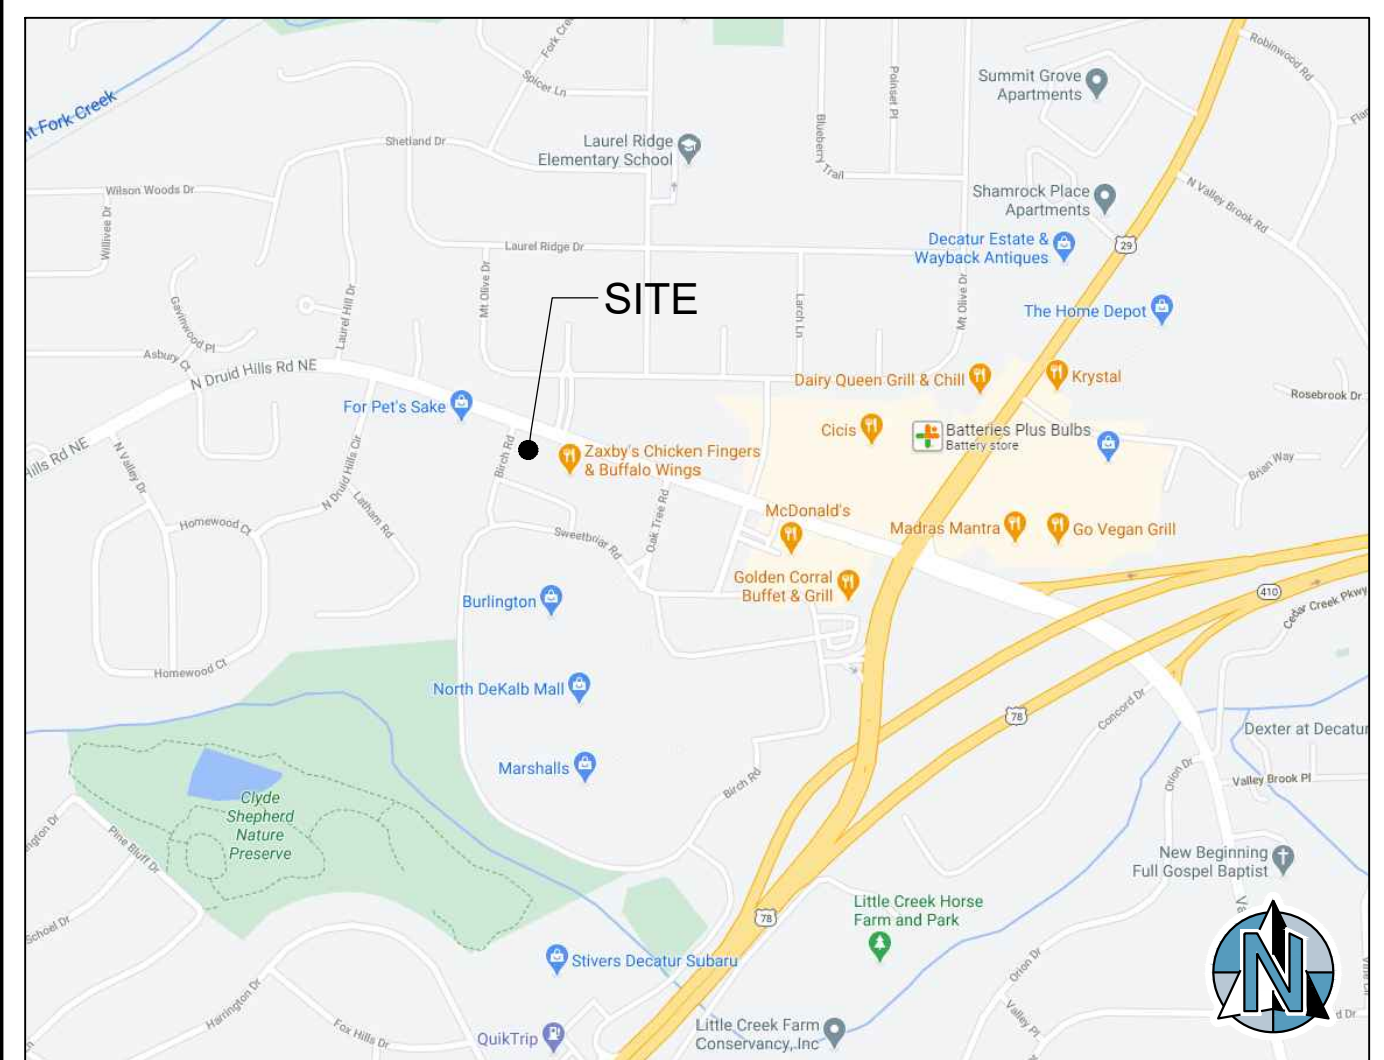 Robinwood Rd
Fork Cre
Summit Grove
Apartments
Spicer Ln
Poinset Pl
nt Fork Creek
Blueberry Trail
Shetland Dr
Laurel Ridge
Elementary School
Wilson Woods Dr
Shamrock Place
Apartments
N Valley Brook Rd
Willivee Dr
Laurel Ridge Dr
Decatur Estate &
Wayback Antiques
29
Mt Olive Dr
SITE
Larch Ln
Mt Olive Dr
The Home Depot
Gavinwood Pl
Laurel Hill Dr
Asbury Ct
N Druid Hills Rd NE
Dairy Queen Grill & Chill
Krystal
Rosebrook Dr
For Pet's Sake
Cicis
Batteries Plus Bulbs
Battery store
Hills Rd NE
N Valley Dr
N Druid Hills Cir
Birch Rd
Zaxby's Chicken Fingers
& Buffalo Wings
Brian Way
Latham Rd
Oak Tree Rd
McDonald's
Homewood Ct
Sweetbriar Rd
Madras Mantra
Go Vegan Grill
Golden Corral
Buffet & Grill
410
Cedar Creek Pkwy
Burlington
Homewood Ct
North DeKalb Mall
78
Concord Dr
Dexter at Decatur
Marshalls
Birch Rd
Orion Dr
Valley Brook Pl
Clyde
Shepherd
Nature
Preserve
ngton Dr
Pine Bluff Dr
New Beginning
Full Gospel Baptist
Little Creek Horse
Farm and Park
Va
78
Schoel Dr
Stivers Decatur Subaru
Orion Dr
N
Harrington Dr
Fox Hills Dr
QuikTrip
Little Creek Farm
Conservancy, Inc
Valley Pl
d Dr